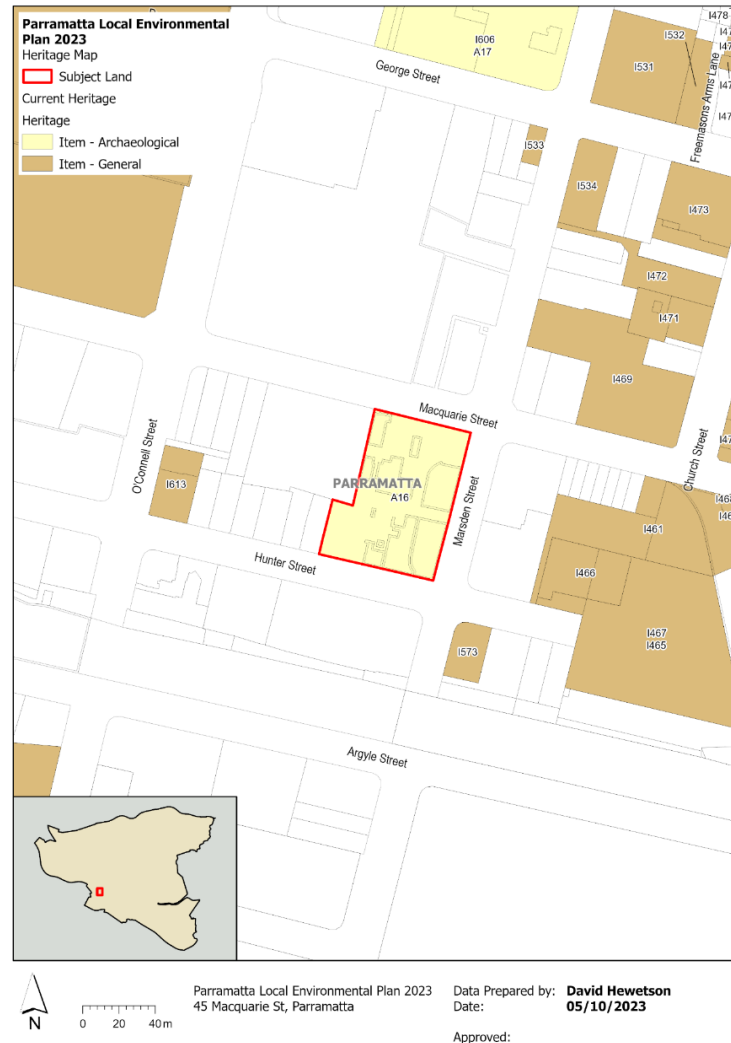 Parramatta Local Environmental
Plan 2023
Heritage Map
Subject Land
Current Heritage
Heritage
Item - Archaeological
Item - General
I606
A17
George Street
I532
I531
I478
Freemasons Arms Lane
I533
I534
I473
I472
I471
I469
Macquarie Street
O'Connell Street
Church Street
PARRAMATTA
A16
Marsden Street
I613
I461
Hunter Street
I466
I467
I465
I573
Argyle Street
N
0 20 40 m
Parramatta Local Environmental Plan 2023
45 Macquarie St, Parramatta
Data Prepared by: David Hewetson
Date: 05/10/2023
Approved: